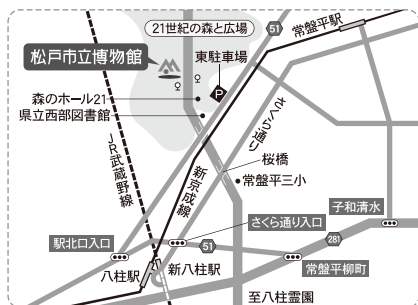 21世紀の森と広場
51
常盤平駅
松戸市立博物館
東駐車場
P
森のホール21
県立西部図書館
さくら通り
JR武蔵野線
新京成線
桜橋
常盤平三小
子和清水
駅北口入口
さくら通り入口
51
281
八柱駅
新八柱駅
常盤平柳町
至八柱霊園